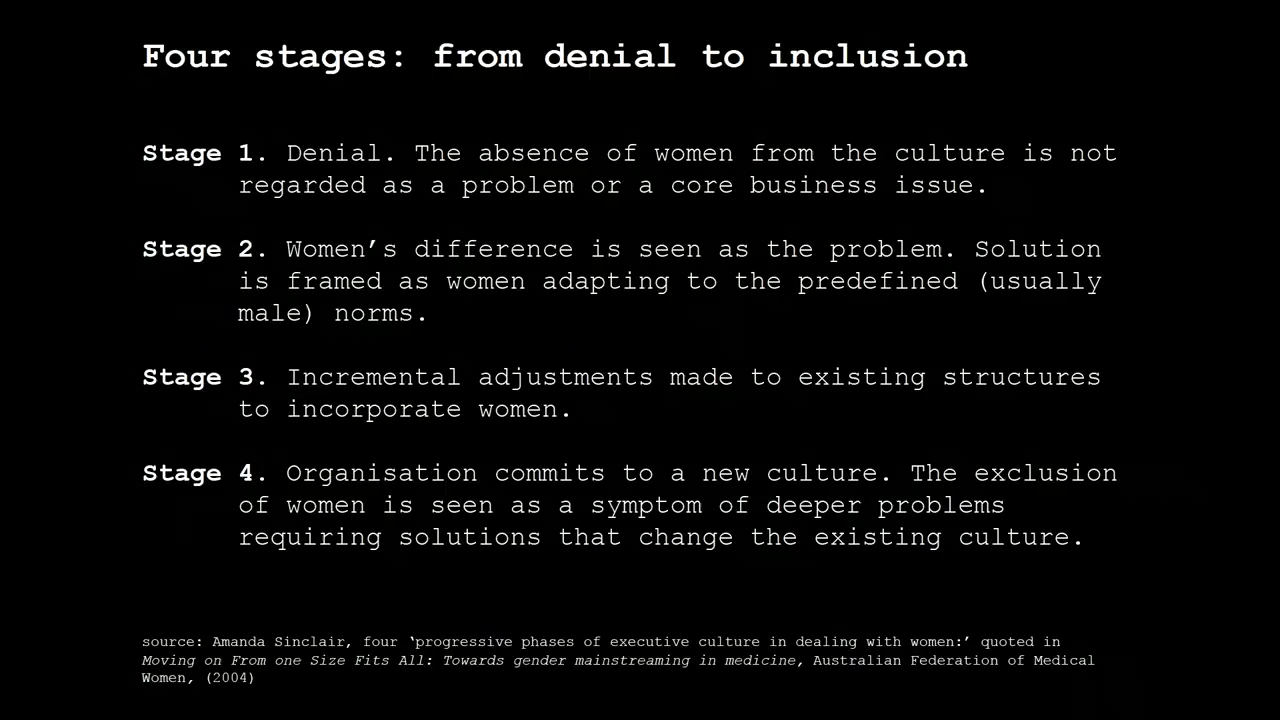 Four stages: from denial to inclusion
Stage 1. Denial. The absence of women from the culture is not
regarded as a problem or a core business issue.
Stage 2. Women’s difference is seen as the problem. Solution
is framed as women adapting to the predefined (usually
male) norms.
Stage 3. Incremental adjustments made to existing structures
to incorporate women.
Stage 4. Organisation commits to a new culture. The exclusion
of women is seen as a symptom of deeper problems
requiring solutions that change the existing culture.
source: Amanda Sinclair, four ‘progressive phases of executive culture in dealing with women:’ quoted in
Moving on From one Size Fits All: Towards gender mainstreaming in medicine, Australian Federation of Medical
Women, (2004)